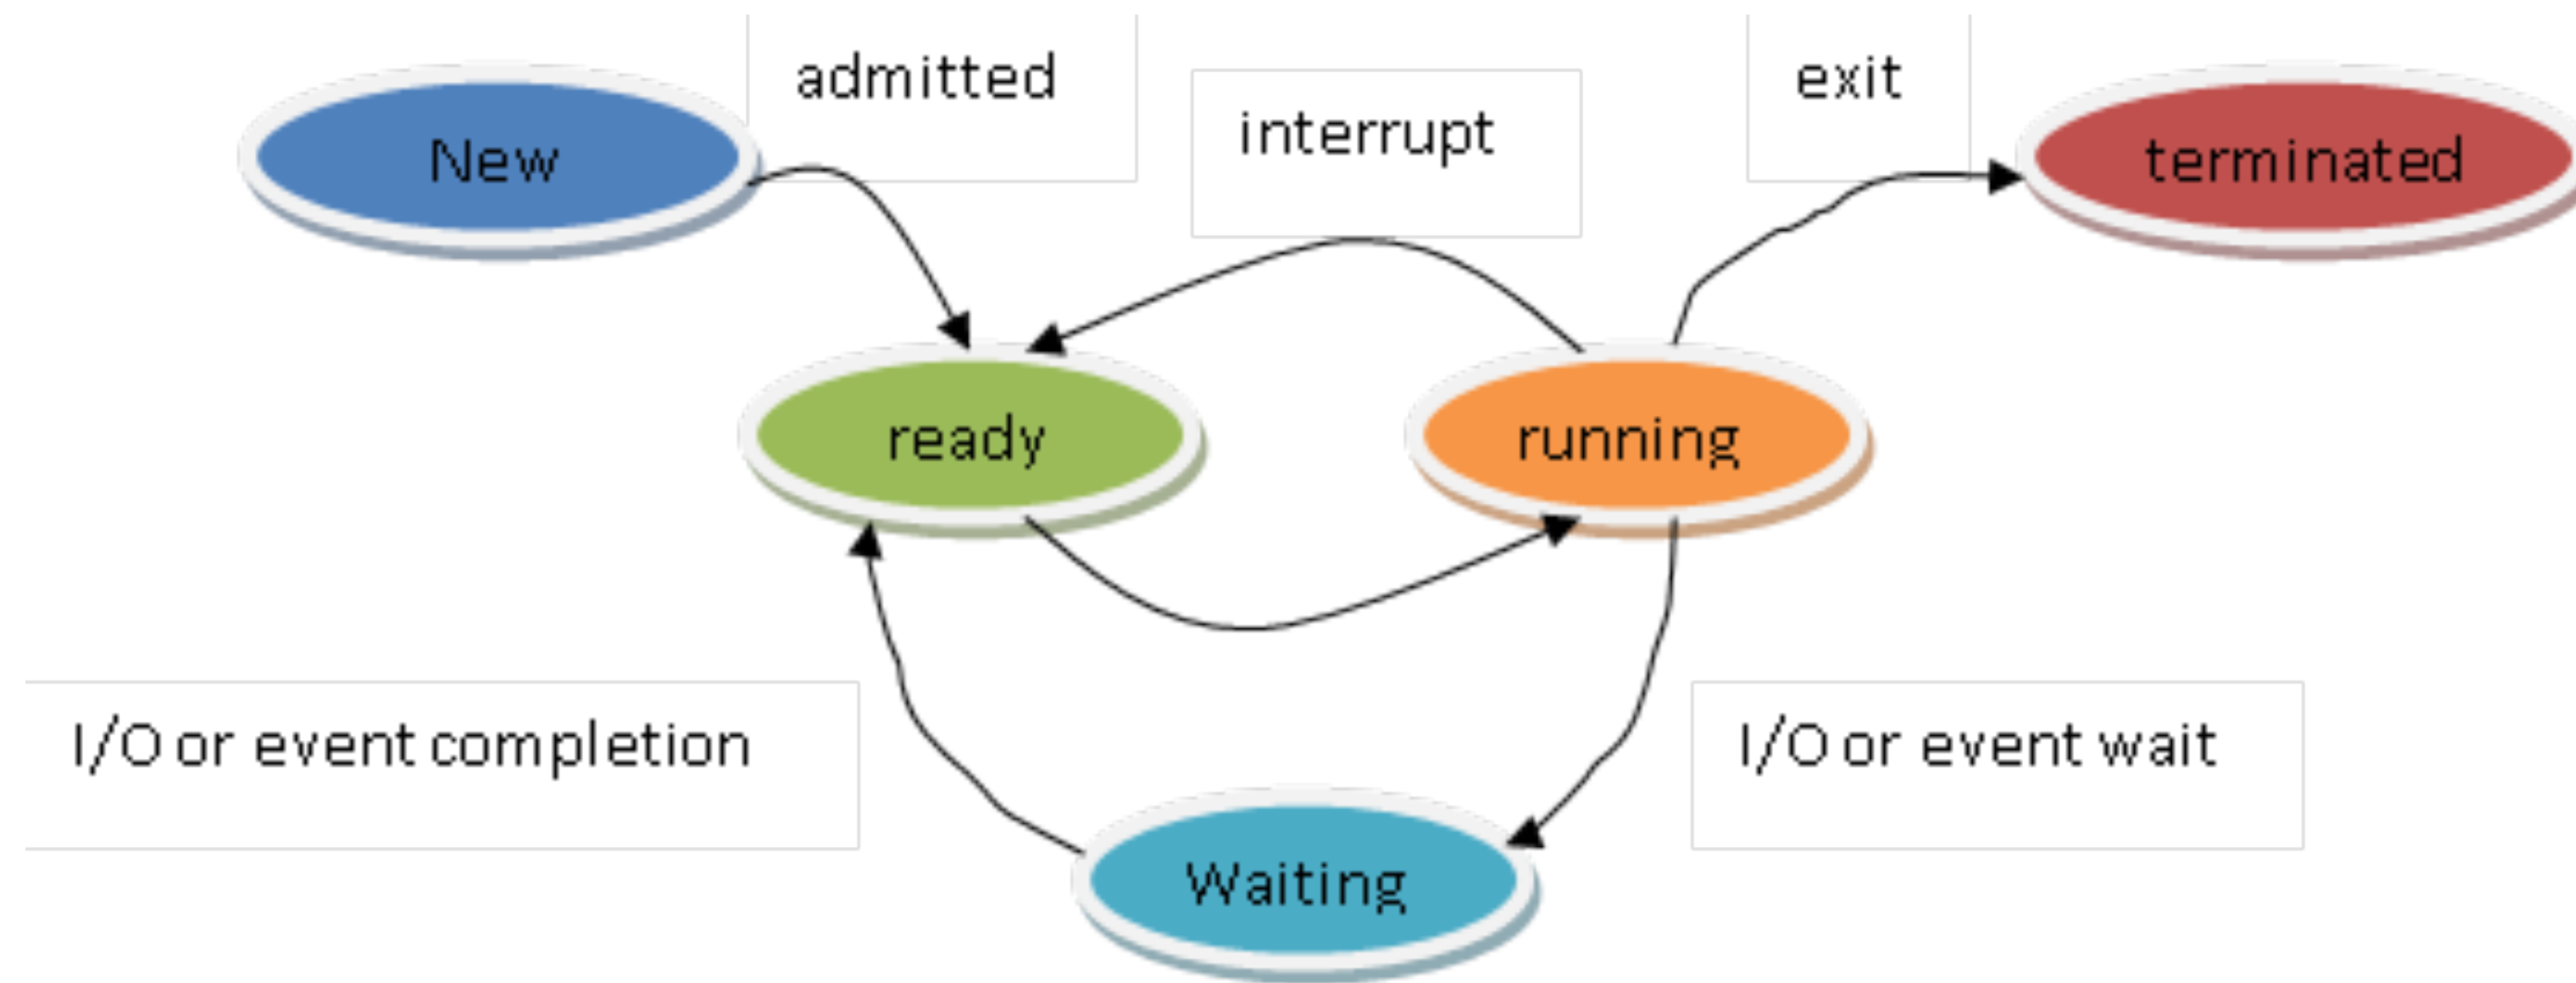 admitted
exit
interrupt
New
terminated
ready
running
I/O or event completion
I/O or event wait
Waiting